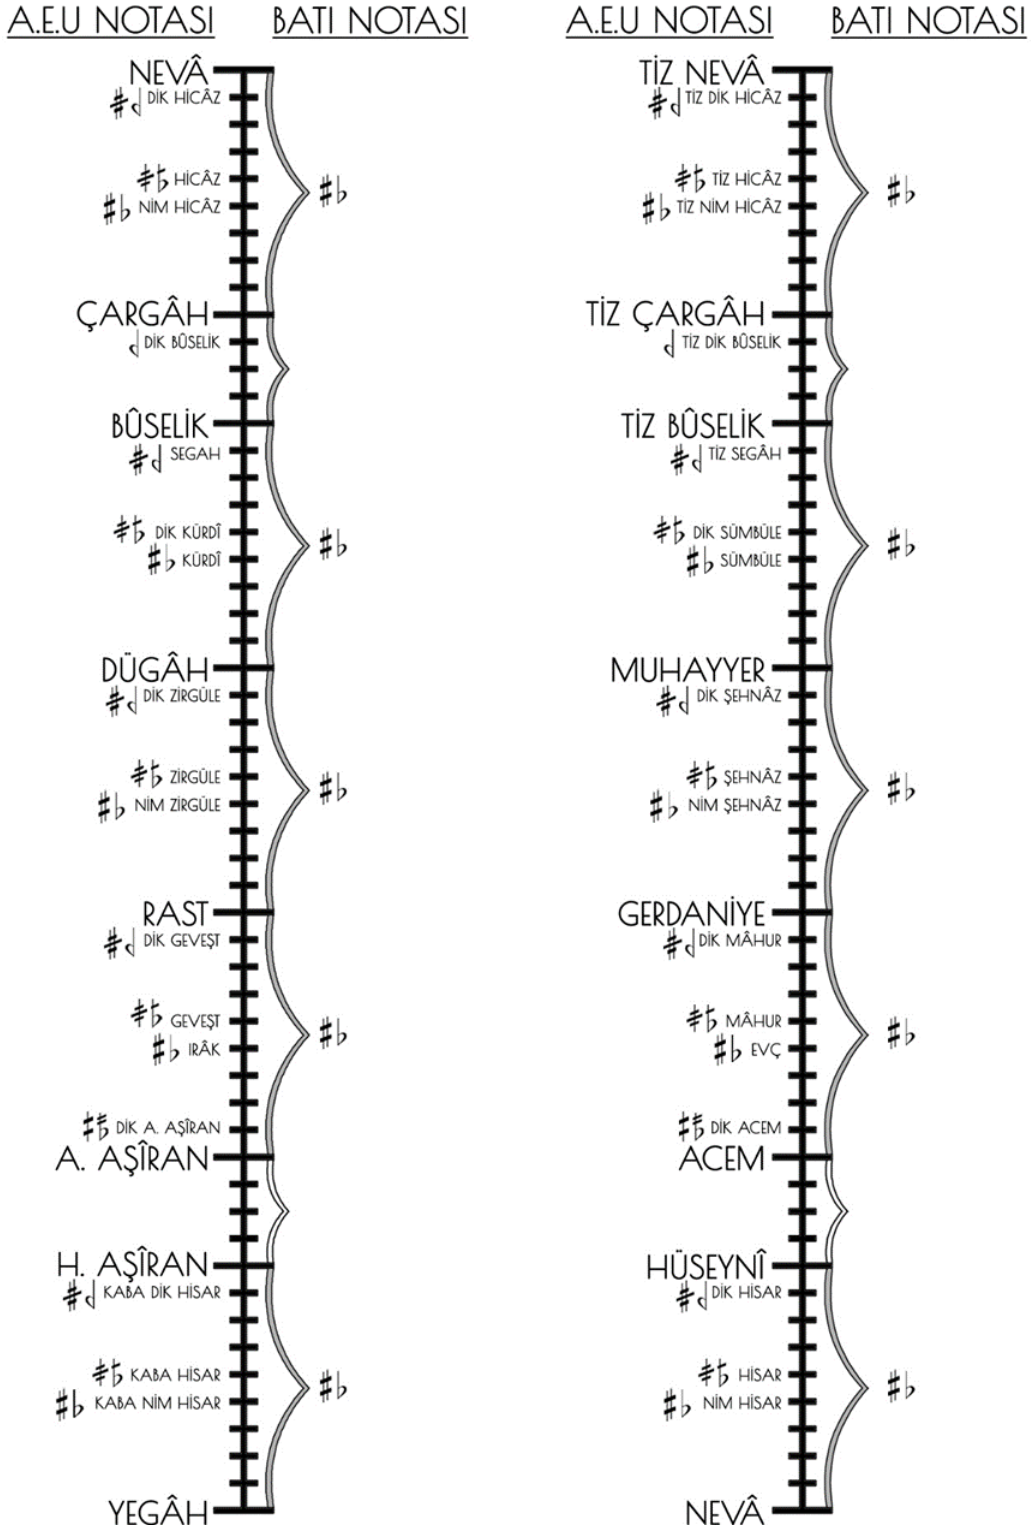 A.E.U NOTASI
BATI NOTASI
NEVÂ
DİK HİCÂZ
HİCÂZ
NİM HİCÂZ
ÇARGÂH
DİK BÛSELİK
BÛSELİK
SEGAH
DİK KÜRDÎ
KÜRDÎ
DÜGÂH
DİK ZİRGÜLE
ZİRGÜLE
NİM ZİRGÜLE
RAST
DİK GEVEŞT
GEVEŞT
IRÂK
DİK A. AŞÎRAN
A. AŞÎRAN
H. AŞÎRAN
KABA DİK HİSAR
KABA HİSAR
KABA NİM HİSAR
YEGÂH
A.E.U NOTASI
BATI NOTASI
TİZ NEVÂ
TİZ DİK HİCÂZ
TİZ HİCÂZ
TİZ NİM HİCÂZ
TİZ ÇARGÂH
TİZ DİK BÛSELİK
TİZ BÛSELİK
TİZ SEGÂH
DİK SÜMBÜLE
SÜMBÜLE
MUHAYYER
DİK ŞEHNÂZ
ŞEHNÂZ
NİM ŞEHNÂZ
GERDANİYE
DİK MÂHUR
MÂHUR
EVÇ
DİK ACEM
ACEM
HÜSEYNÎ
DİK HİSAR
HİSAR
NİM HİSAR
NEVÂ